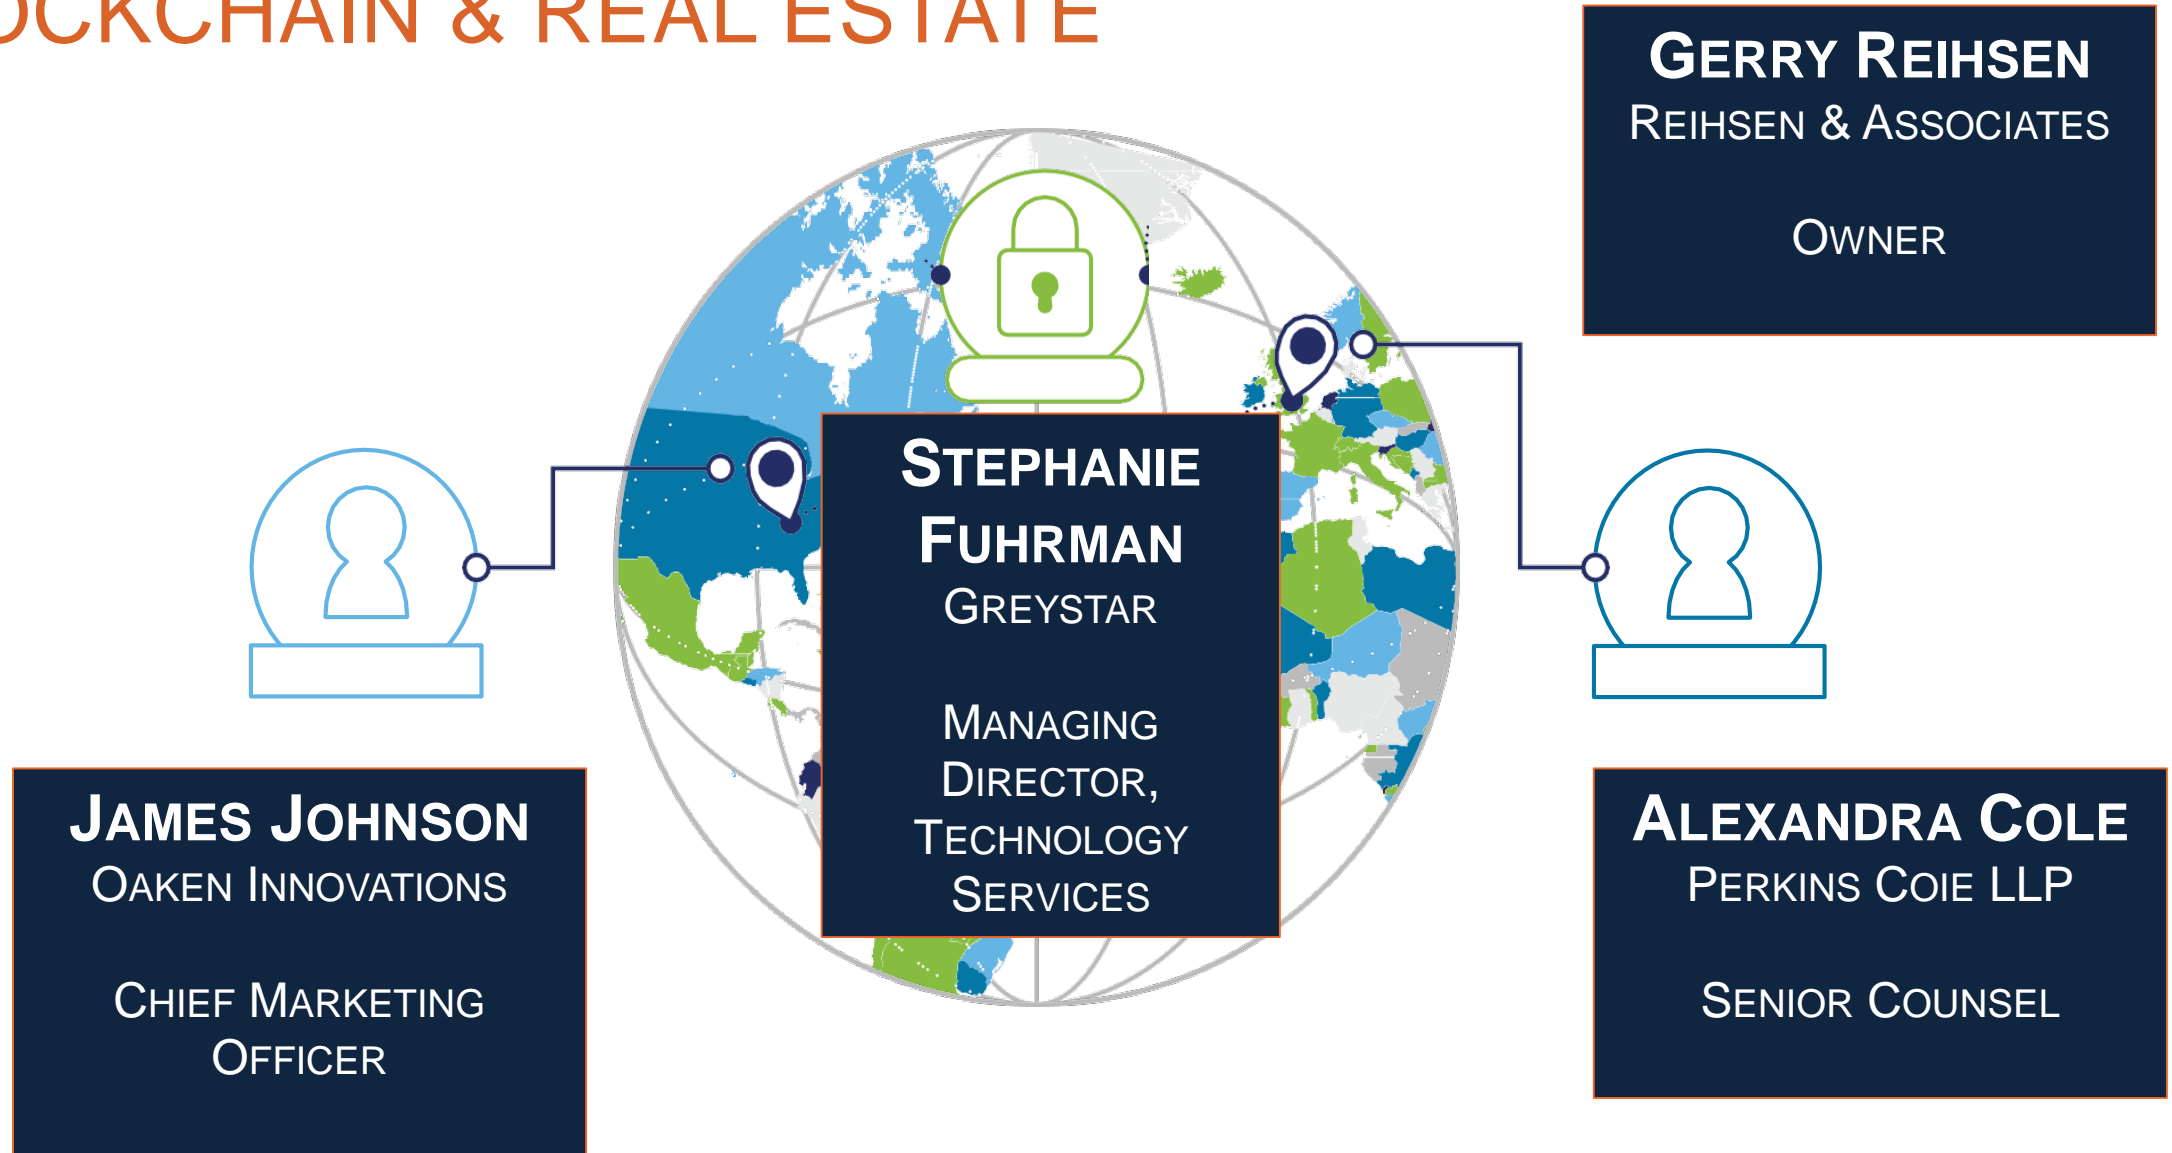 OCKCHAIN & REAL ESTATE
GERRY REIHSEN
REIHSEN & ASSOCIATES
OWNER
STEPHANIE
FUHRMAN
GREYSTAR
MANAGING
DIRECTOR,
TECHNOLOGY
SERVICES
JAMES JOHNSON
OAKEN INNOVATIONS
CHIEF MARKETING
OFFICER
ALEXANDRA COLE
PERKINS COIE LLP
SENIOR COUNSEL